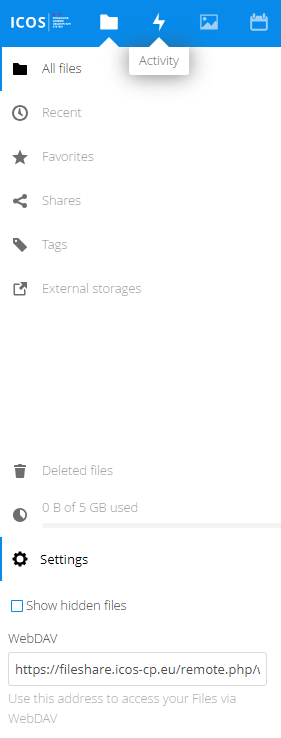 ICOS
Activity
All files
Recent
Favorites
Shares
Tags
External storages
Deleted files
0 B of 5 GB used
Settings
Show hidden files
WebDAV
https://fileshare.icos-cp.eu/remote.php/
Use this address to access your Files via
WebDAV